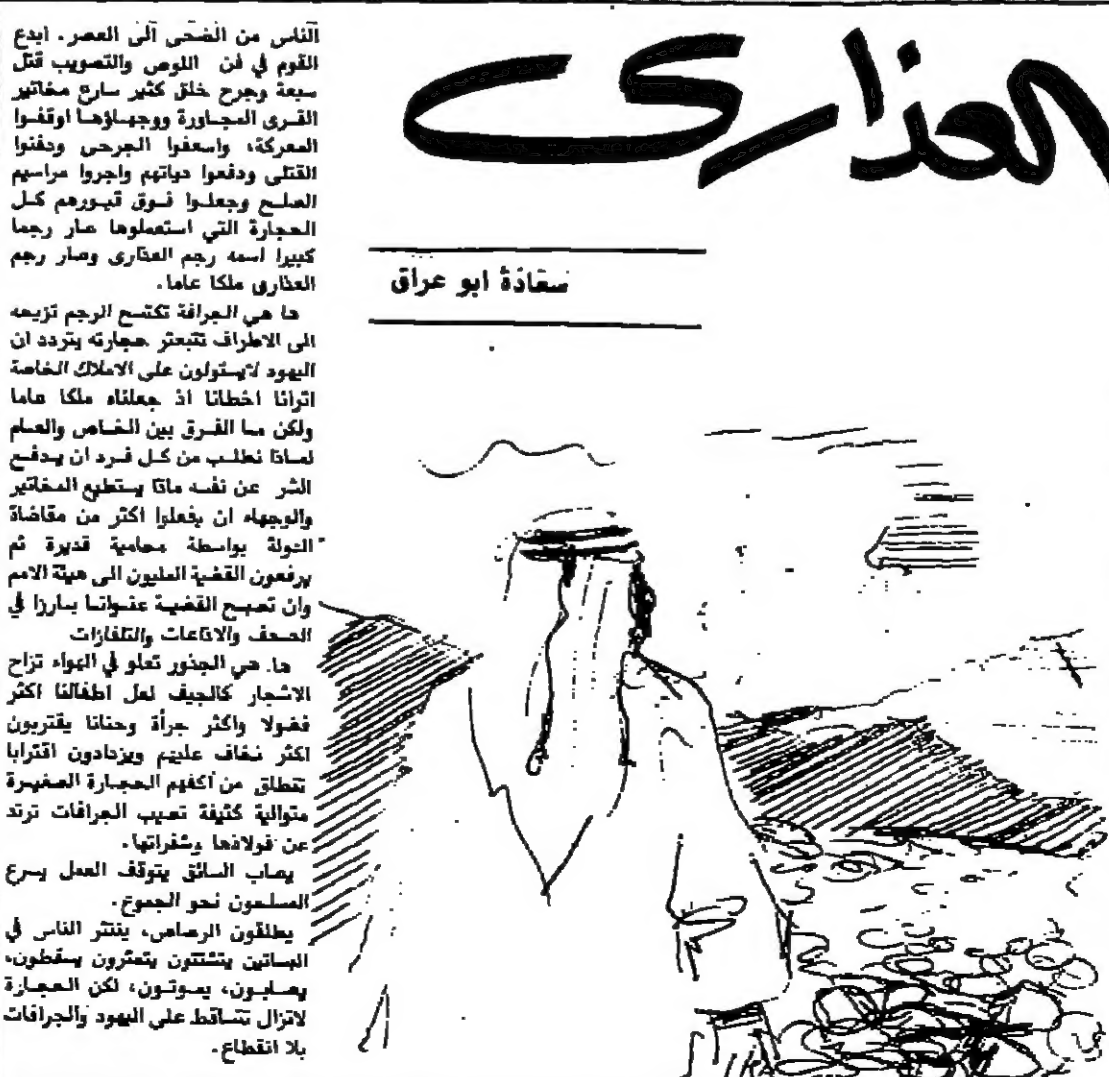 العذارى
سعادة ابو عراق
الناس من الضحى الى العصر. ابدع
القوم في فن اللوص والتصويب قتل
سبعة وجرح خلق كثير سارع مخاتير
القرى المجاورة ووجهاؤها اوقفوا
المعركة، واسعفوا الجرحى ودفنوا
القتلى ودفعوا دياتهم واجروا مراسيم
الصلح وجعلوا فوق قبورهم كل
الحجارة التي استعملوها صار رجما
كبيرا اسمه رجم العذارى وصار رجم
العذارى ملكا عاما.
ها هي الجرافة تكتسح الرجم تزيحه
الى الاطراف تتبعثر حجارته يتردد ان
اليهود لايستولون على الاملاك الخاصة
اترانا اخطانا اذ جعلناه ملكا عاما
ولكن ما الفرق بين الخاص والعام
لماذا نطلب من كل فرد ان يدفع
الشر عن نفسه ماذا يستطيع المخاتير
والوجهاء ان يفعلوا اكثر من مقاضاة
الدولة بواسطة محامية قديرة ثم
يرفعون القضية المليون الى هيئة الامم
وان تصبح القضية عنوانا بارزا في
الصحف والاذاعات والتلفازات
ها. هي الجذور تعلو في الهواء تزاح
الاشجار كالجيف لعل اطفالنا اكثر
فضولا واكثر جرأة وحنانا يقتربون
اكثر نخاف عليهم ويزدادون اقترابا
تنطلق من اكفهم الحجارة الصغيرة
متوالية كثيفة تصيب الجرافات ترتد
عن فولاذها وشفراتها.
يصاب السائق يتوقف العمل يسرع
المسلحون نحو الجموع.
يطلقون الرصاص، ينتثر الناس في
البساتين يتشتتون يتعثرون يسقطون،
يصابون، يموتون، لكن الحجارة
لاتزال تتساقط على اليهود والجرافات
بلا انقطاع.